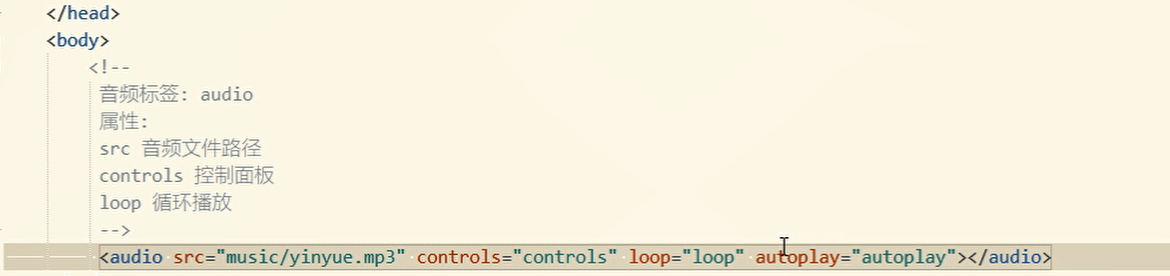 </head>
<body>
<!--
音频标签: audio
属性:
src 音频文件路径
controls 控制面板
loop 循环播放
-->
<audio src="music/yinyue.mp3" controls="controls" loop="loop" autoplay="autoplay"></audio>